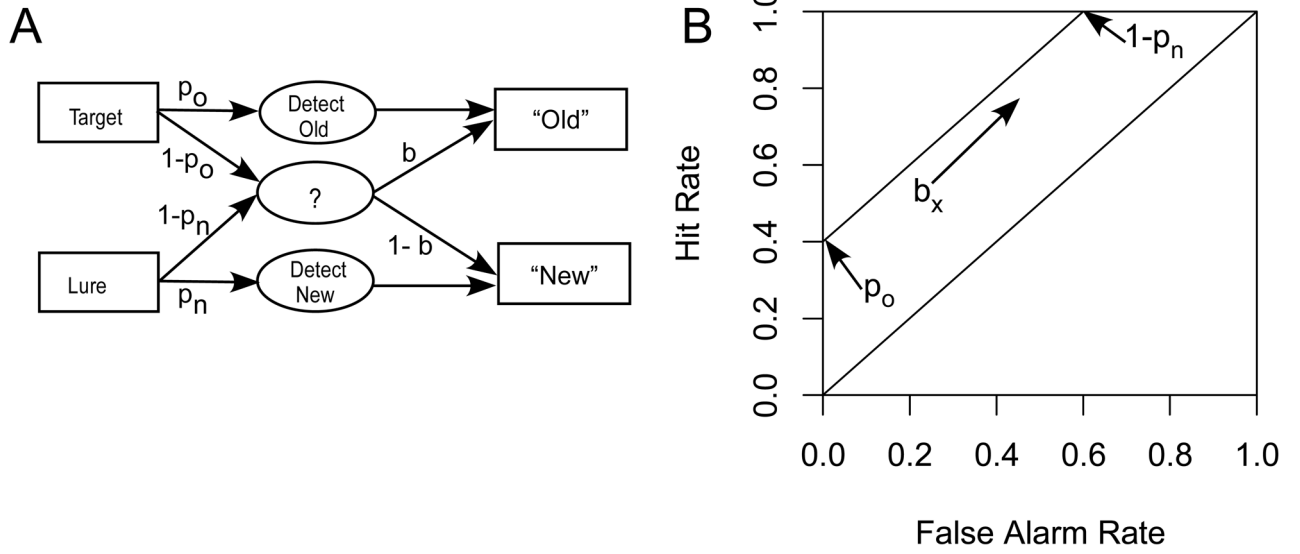 A
Target
Lure
p_o
1-p_o
1-p_n
p_n
Detect
Old
?
Detect
New
b
1- b
“Old”
“New”
B
Hit Rate
0.0
0.2
0.4
0.6
0.8
1.0
1-p_n
b_x
p_o
0.0
0.2
0.4
0.6
0.8
1.0
False Alarm Rate